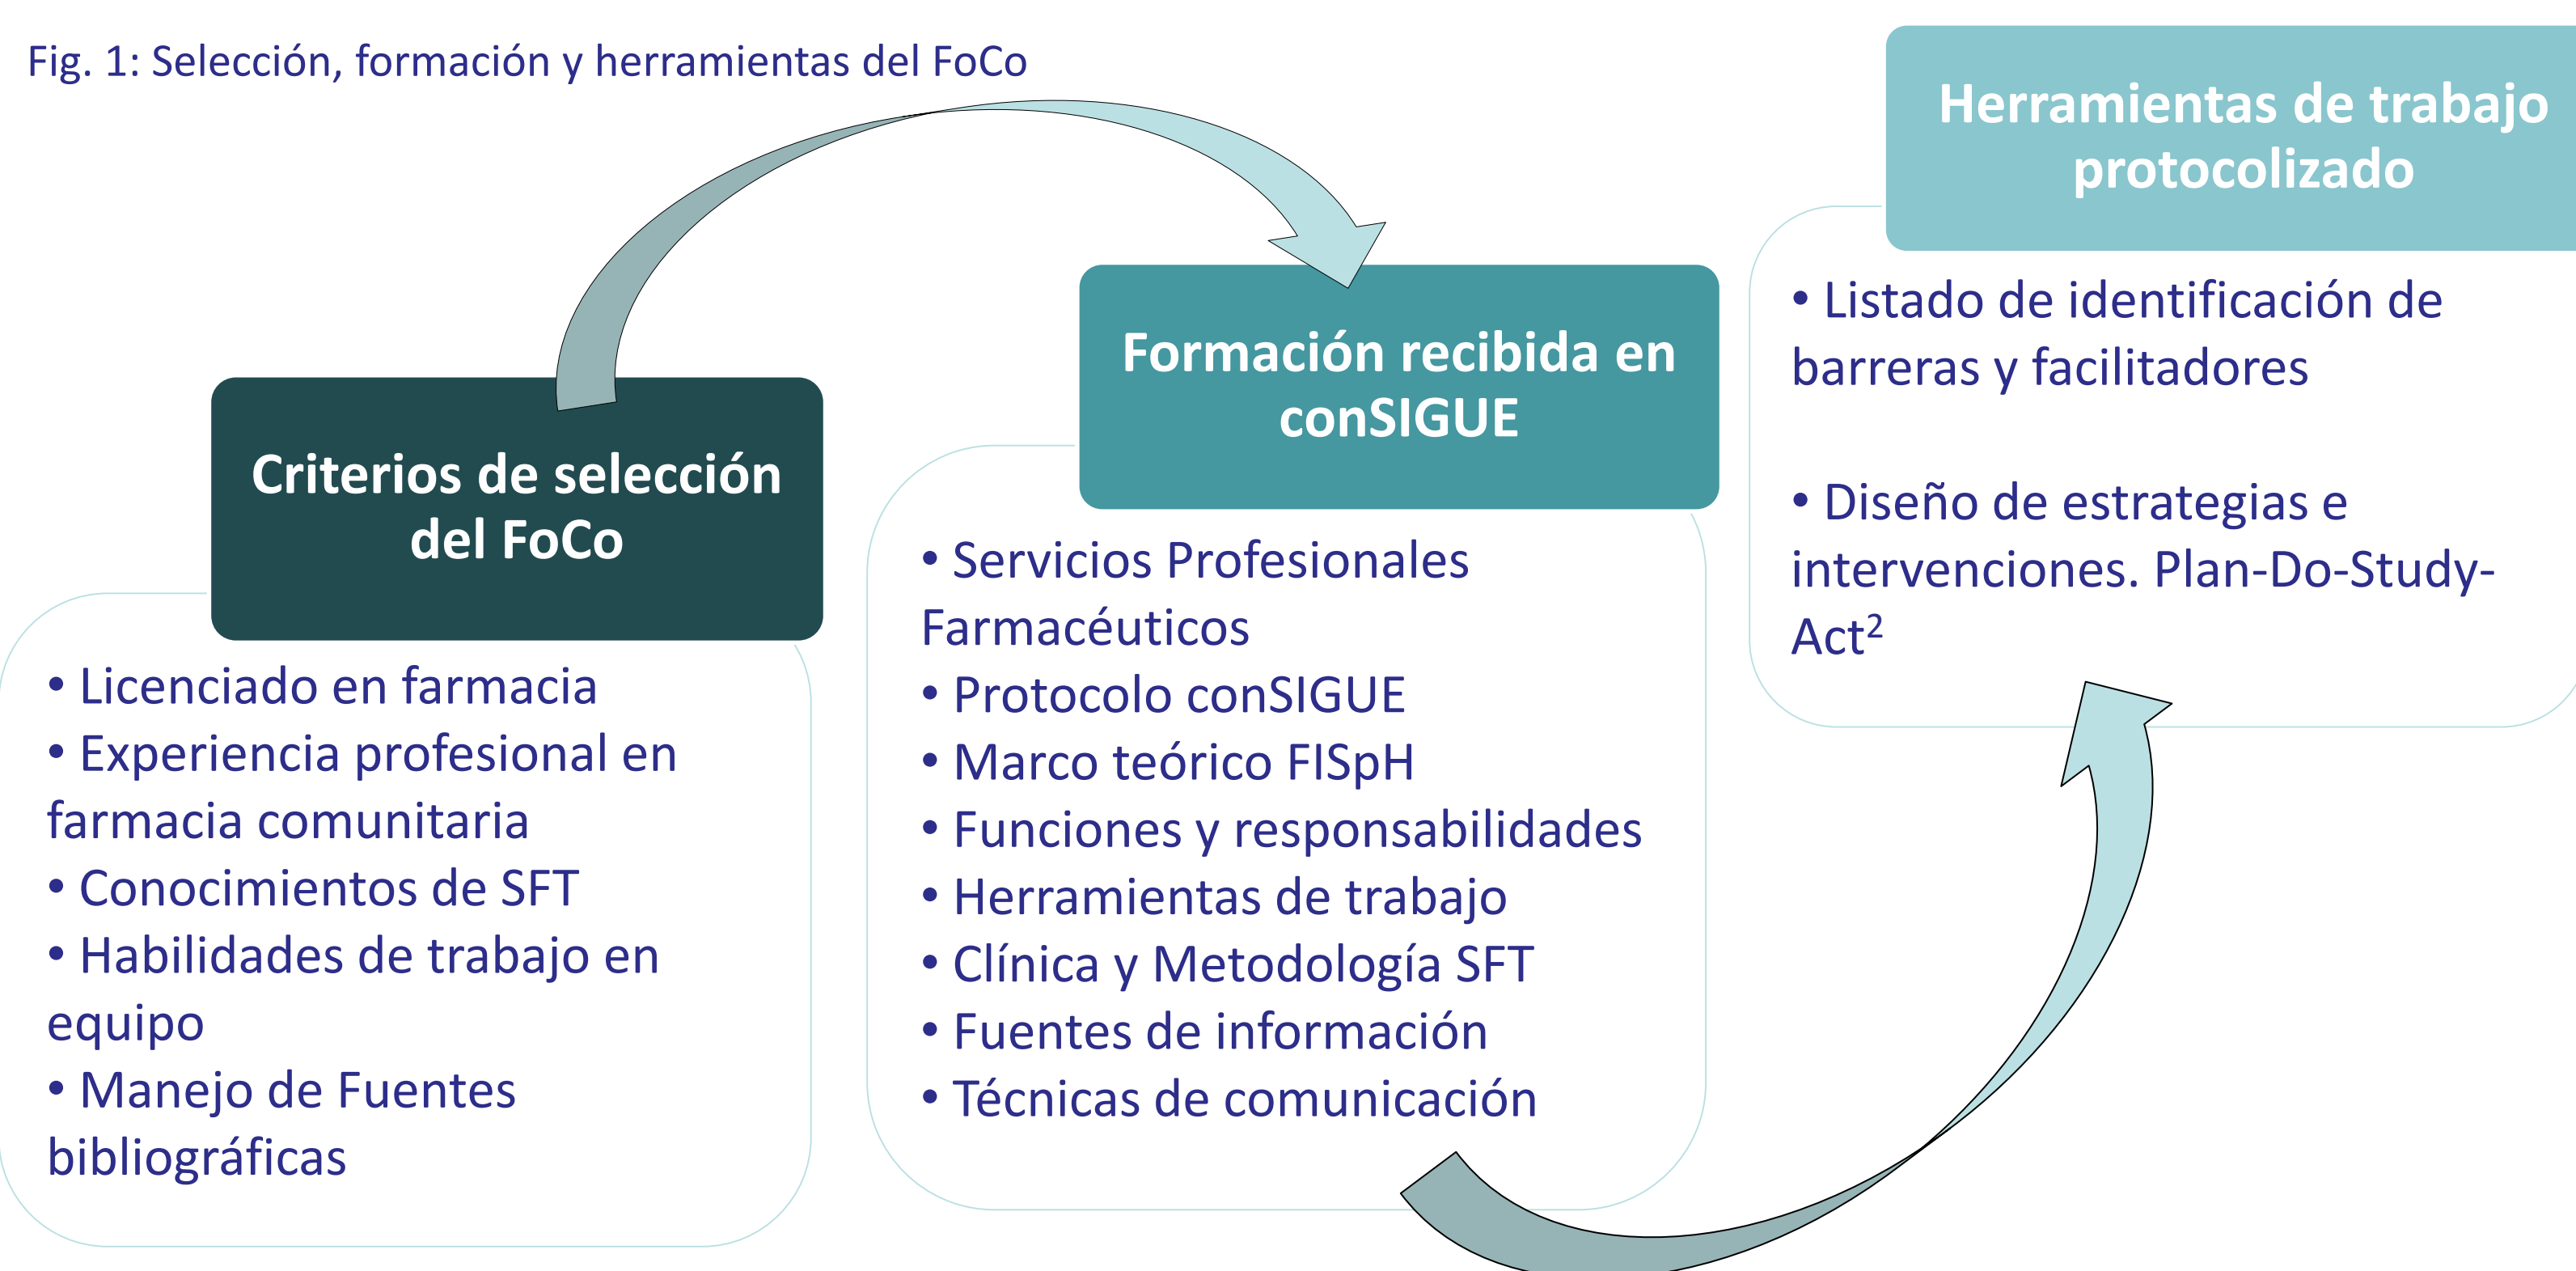 Fig. 1: Selección, formación y herramientas del FoCo
Criterios de selección
del FoCo
• Licenciado en farmacia
• Experiencia profesional en
farmacia comunitaria
• Conocimientos de SFT
• Habilidades de trabajo en
equipo
• Manejo de Fuentes
bibliográficas
Formación recibida en
conSIGUE
• Servicios Profesionales
Farmacéuticos
• Protocolo conSIGUE
• Marco teórico FISpH
• Funciones y responsabilidades
• Herramientas de trabajo
• Clínica y Metodología SFT
• Fuentes de información
• Técnicas de comunicación
Herramientas de trabajo
protocolizado
• Listado de identificación de
barreras y facilitadores
• Diseño de estrategias e
intervenciones. Plan-Do-Study-
Act²